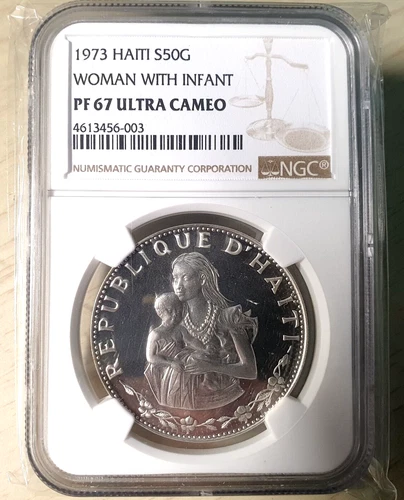 1973 HAITI S50G
WOMAN WITH INFANT
PF 67 ULTRA CAMEO
4613456-003
NUMISMATIC GUARANTY CORPORATION NGC®
REPUBLIQUE D'HAITI